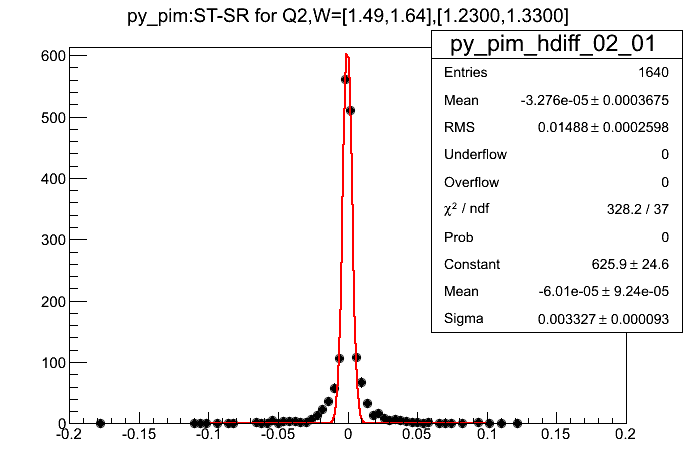 py_pim:ST-SR for Q2,W=[1.49,1.64],[1.2300,1.3300]
py_pim_hdiff_02_01
Entries 1640
Mean -3.276e-05 ± 0.0003675
RMS 0.01488 ± 0.0002598
Underflow 0
Overflow 0
χ² / ndf 328.2 / 37
Prob 0
Constant 625.9 ± 24.6
Mean -6.01e-05 ± 9.24e-05
Sigma 0.003327 ± 0.000093
600
500
400
300
200
100
0
-0.2 -0.15 -0.1 -0.05 0 0.05 0.1 0.15 0.2